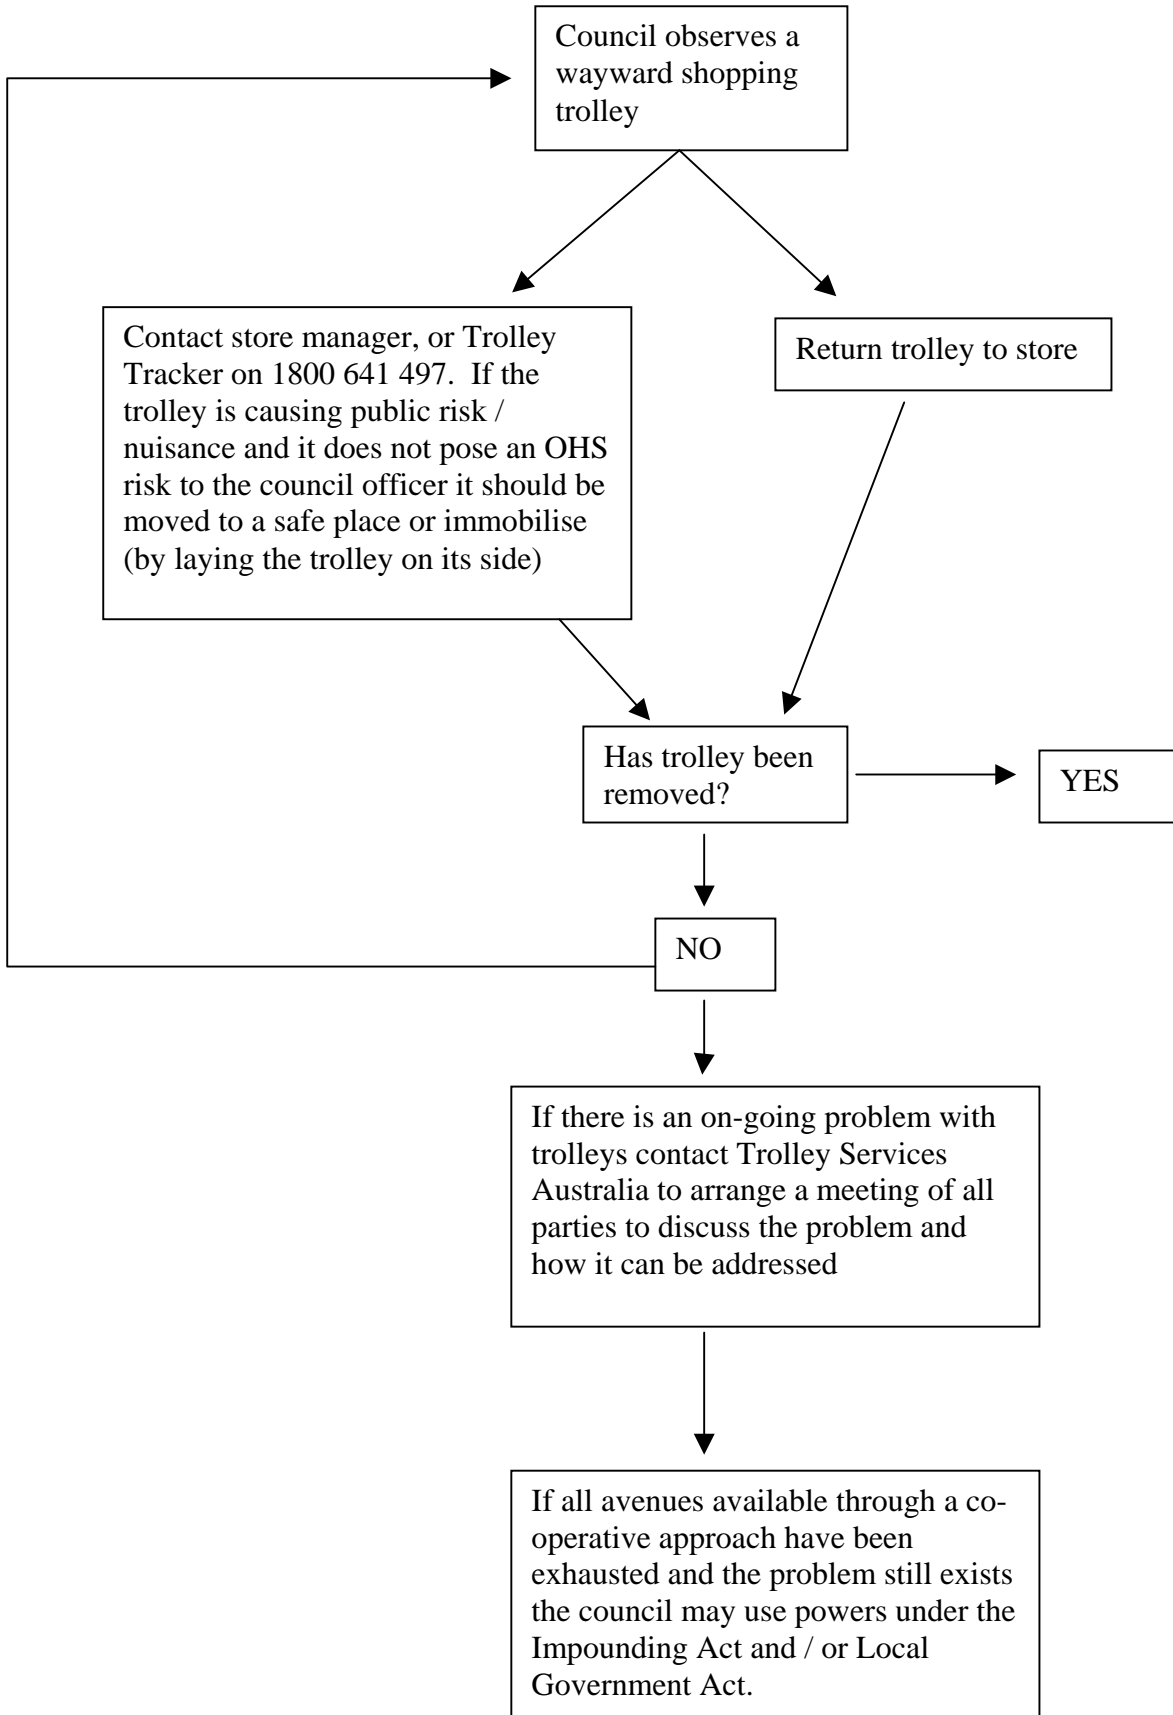 Council observes a
wayward shopping
trolley
Contact store manager, or Trolley
Tracker on 1800 641 497.  If the
trolley is causing public risk /
nuisance and it does not pose an OHS
risk to the council officer it should be
moved to a safe place or immobilise
(by laying the trolley on its side)
Return trolley to store
Has trolley been
removed?
YES
NO
If there is an on-going problem with
trolleys contact Trolley Services
Australia to arrange a meeting of all
parties to discuss the problem and
how it can be addressed
If all avenues available through a co-
operative approach have been
exhausted and the problem still exists
the council may use powers under the
Impounding Act and / or Local
Government Act.